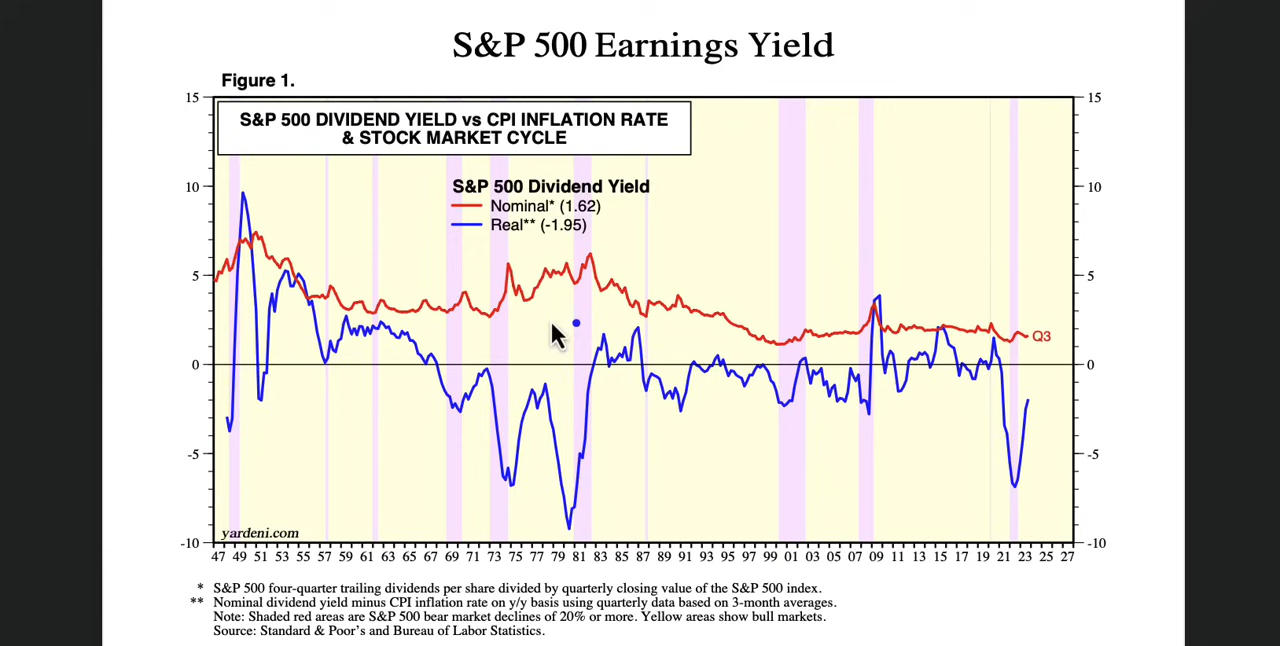 S&P 500 Earnings Yield
Figure 1.
S&P 500 DIVIDEND YIELD vs CPI INFLATION RATE
& STOCK MARKET CYCLE
S&P 500 Dividend Yield
Nominal* (1.62)
Real** (-1.95)
15
10
5
0
-5
-10
15
10
5
0
-5
-10
Q3
yardeni.com
47 49 51 53 55 57 59 61 63 65 67 69 71 73 75 77 79 81 83 85 87 89 91 93 95 97 99 01 03 05 07 09 11 13 15 17 19 21 23 25 27
* S&P 500 four-quarter trailing dividends per share divided by quarterly closing value of the S&P 500 index.
** Nominal dividend yield minus CPI inflation rate on y/y basis using quarterly data based on 3-month averages.
Note: Shaded red areas are S&P 500 bear market declines of 20% or more. Yellow areas show bull markets.
Source: Standard & Poor's and Bureau of Labor Statistics.